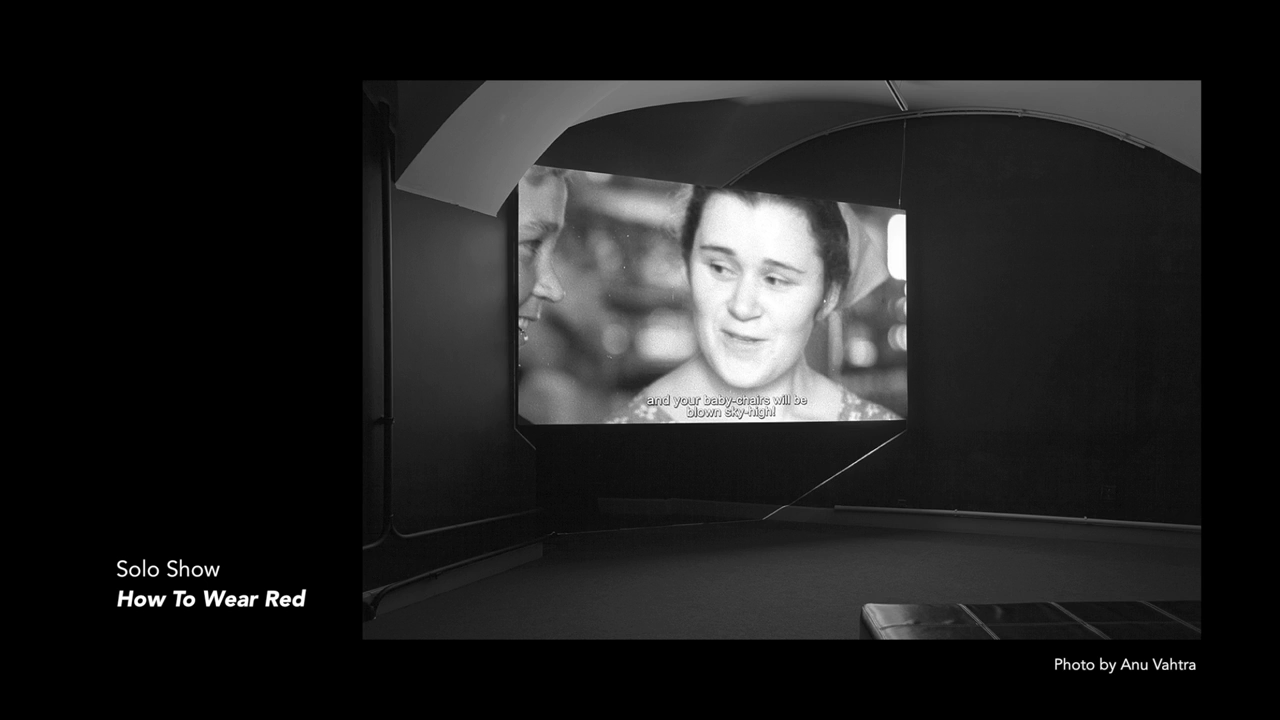 and your baby-chairs will be
blown sky-high!
Solo Show
How To Wear Red
Photo by Anu Vahtra